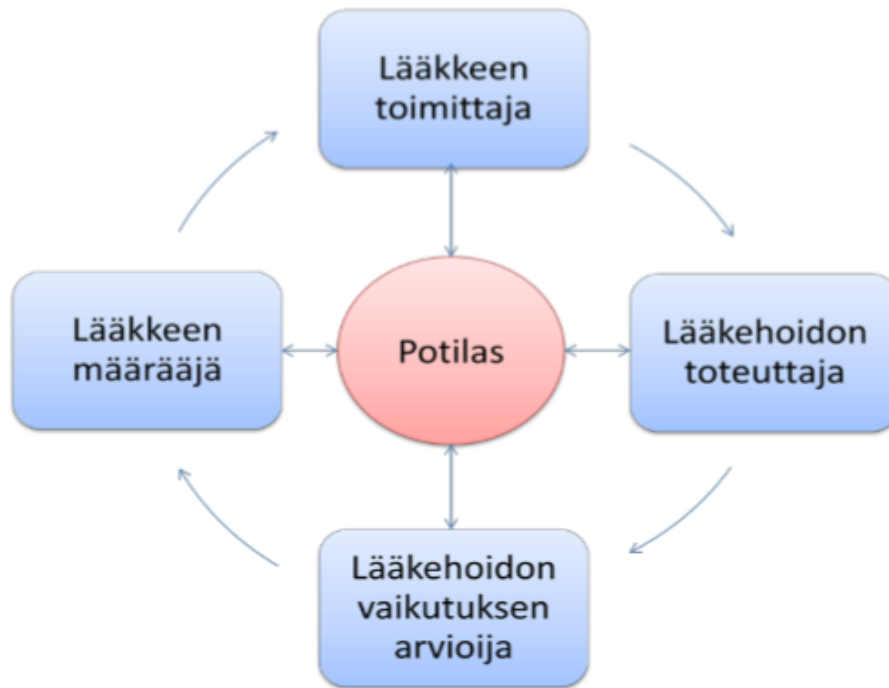 Lääkkeen
toimittaja
Lääkkeen
määrääjä
Potilas
Lääkehoidon
toteuttaja
Lääkehoidon
vaikutuksen
arvioija